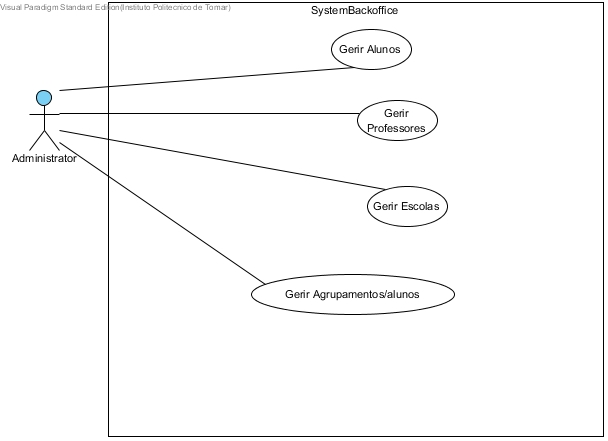 Visual Paradigm Standard Edition(Instituto Politecnico de Tomar)
SystemBackoffice
Gerir Alunos
Gerir
Professores
Administrator
Gerir Escolas
Gerir Agrupamentos/alunos